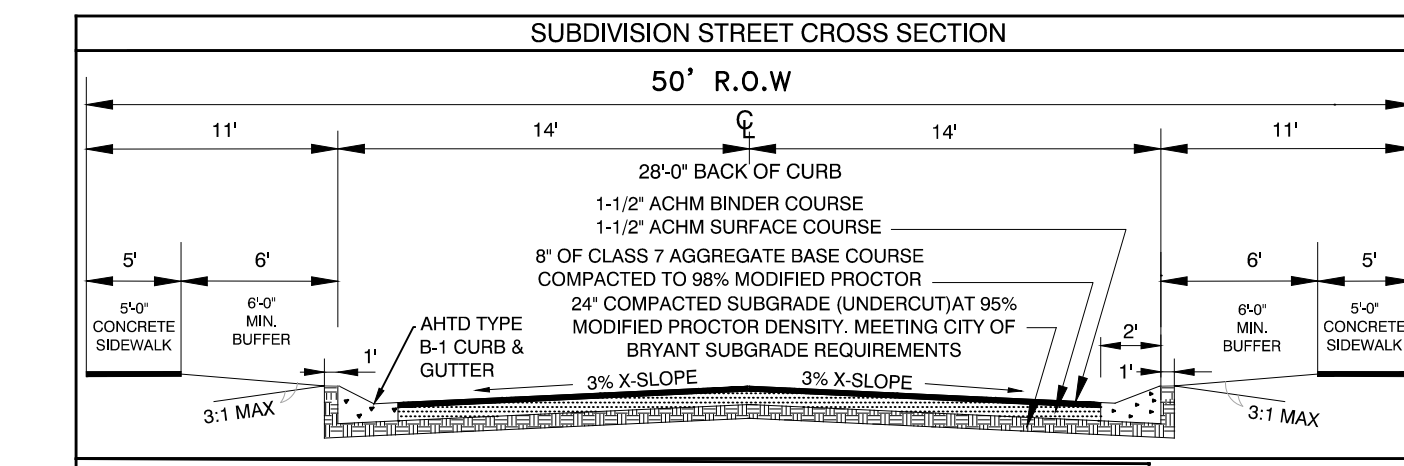 SUBDIVISION STREET CROSS SECTION
50' R.O.W
11'
14'
℄
14'
11'
28'-0" BACK OF CURB
1-1/2" ACHM BINDER COURSE
1-1/2" ACHM SURFACE COURSE
8" OF CLASS 7 AGGREGATE BASE COURSE
COMPACTED TO 98% MODIFIED PROCTOR
24" COMPACTED SUBGRADE (UNDERCUT)AT 95%
MODIFIED PROCTOR DENSITY. MEETING CITY OF
BRYANT SUBGRADE REQUIREMENTS
5'
6'
5'-0"
CONCRETE
SIDEWALK
6'-0"
MIN.
BUFFER
1'
AHTD TYPE
B-1 CURB &
GUTTER
3% X-SLOPE
3% X-SLOPE
2'
1'
6'
5'
6'-0"
MIN.
BUFFER
5'-0"
CONCRETE
SIDEWALK
3:1 MAX
3:1 MAX